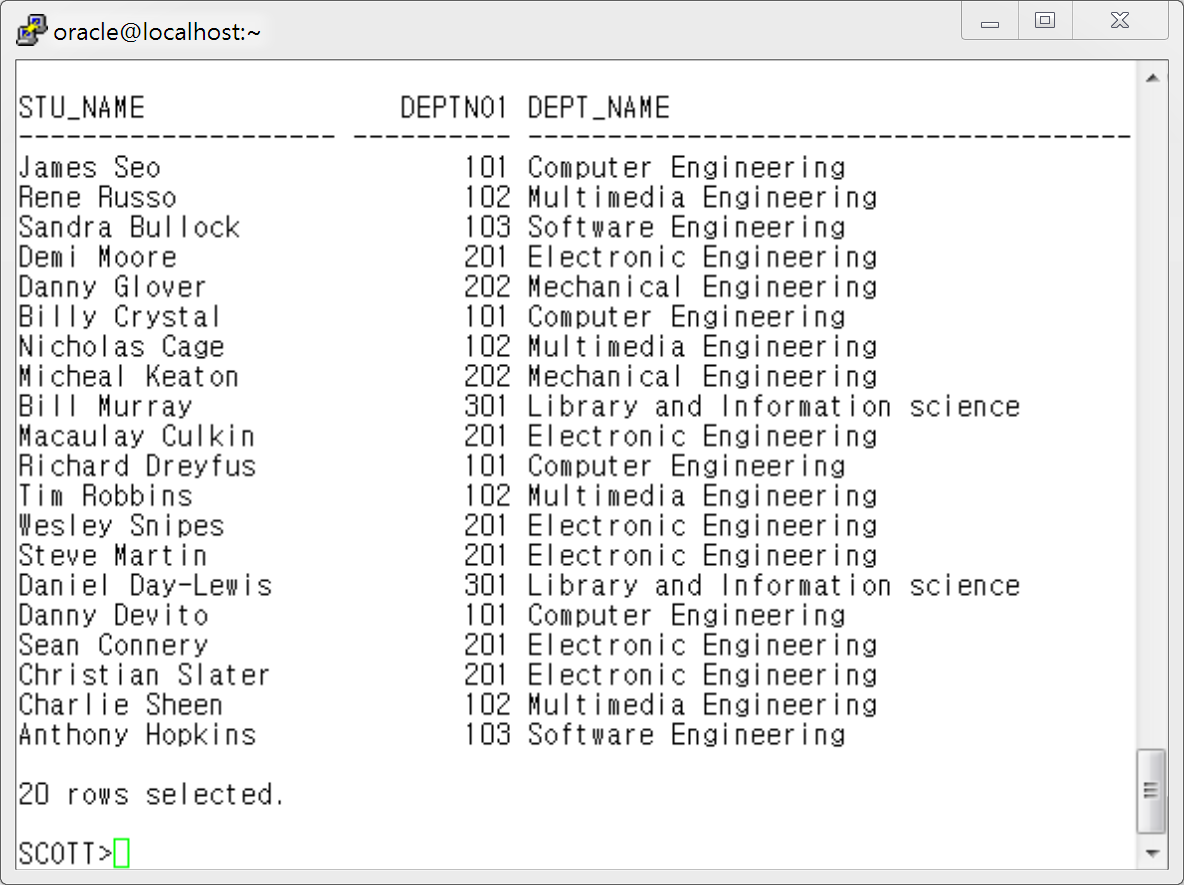 oracle@localhost:~
STU_NAME                DEPTNO1 DEPT_NAME
-------------------- ---------- --------------------------------------
James Seo                   101 Computer Engineering
Rene Russo                  102 Multimedia Engineering
Sandra Bullock              103 Software Engineering
Demi Moore                  201 Electronic Engineering
Danny Glover                202 Mechanical Engineering
Billy Crystal               101 Computer Engineering
Nicholas Cage               102 Multimedia Engineering
Micheal Keaton              202 Mechanical Engineering
Bill Murray                 301 Library and Information science
Macaulay Culkin             201 Electronic Engineering
Richard Dreyfus             101 Computer Engineering
Tim Robbins                 102 Multimedia Engineering
Wesley Snipes               201 Electronic Engineering
Steve Martin                201 Electronic Engineering
Daniel Day-Lewis            301 Library and Information science
Danny Devito                101 Computer Engineering
Sean Connery                201 Electronic Engineering
Christian Slater            201 Electronic Engineering
Charlie Sheen               102 Multimedia Engineering
Anthony Hopkins             103 Software Engineering
20 rows selected.
SCOTT>